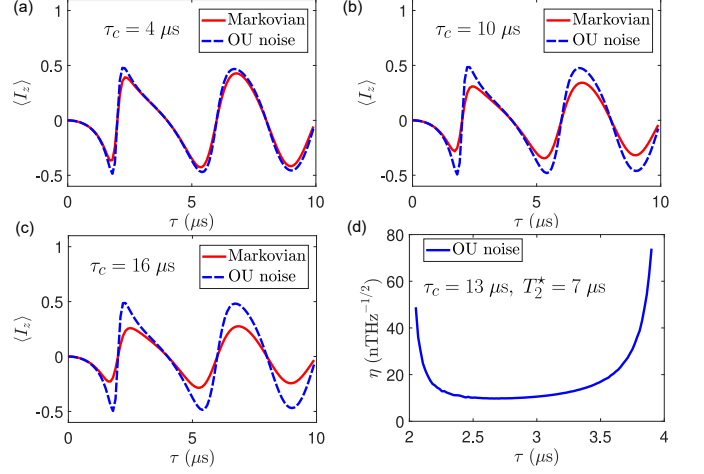 (a)
τc = 4 μs
Markovian
OU noise
1
0.5
0
-0.5
⟨Iz⟩
0
5
10
τ (μs)
(b)
τc = 10 μs
Markovian
OU noise
1
0.5
0
-0.5
⟨Iz⟩
0
5
10
τ (μs)
(c)
τc = 16 μs
Markovian
OU noise
1
0.5
0
-0.5
⟨Iz⟩
0
5
10
τ (μs)
(d)
OU noise
τc = 13 μs, T2⋆ = 7 μs
80
60
40
20
0
η (nTHz−1/2)
2
2.5
3
3.5
4
τ (μs)